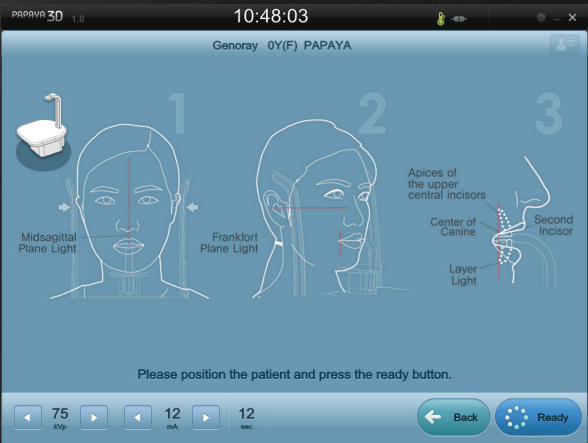 PAPAYA 3D 1.0
10:48:03
Genoray 0Y(F) PAPAYA
1
2
3
Midsagittal
Plane Light
Frankfort
Plane Light
Apices of
the upper
central incisors
Center of
Canine
Second
Incisor
Layer
Light
Please position the patient and press the ready button.
75
kVp
12
mA
12
sec
Back
Ready